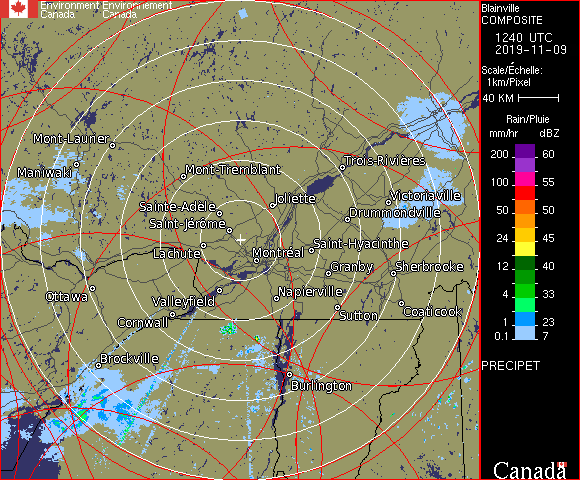 Environment Environnement
Canada Canada
Blainville
COMPOSITE
1240 UTC
2019-11-09
Scale/Échelle:
1km/Pixel
40 KM
Rain/Pluie
mm/hr dBZ
200 60
100 55
50 50
24 45
12 40
4 33
1 23
0.1 7
PRECIPET
Mont-Laurier
Maniwaki
Mont-Tremblant
Trois-Rivières
Joliette
Victoriaville
Sainte-Adèle
Drummondville
Saint-Jérôme
Saint-Hyacinthe
Lachute
Montréal
Granby
Sherbrooke
Ottawa
Valleyfield
Napierville
Coaticook
Cornwall
Sutton
Brockville
Burlington
Canada